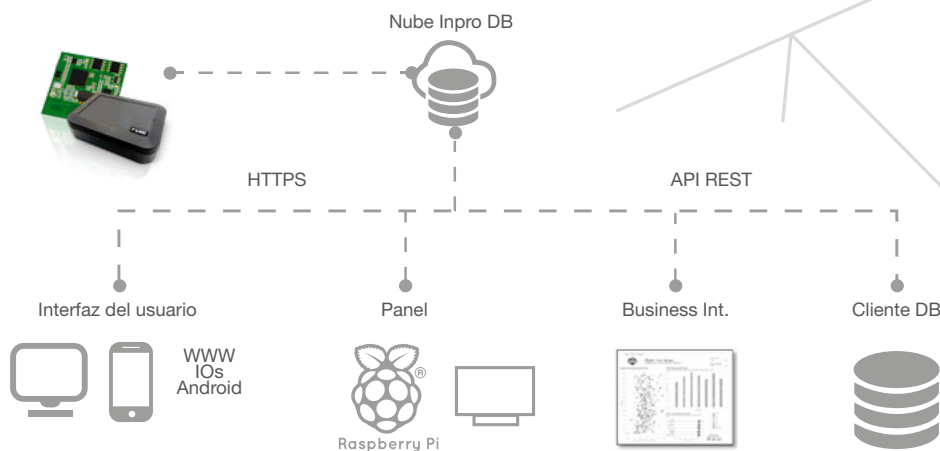 Nube Inpro DB
HTTPS
API REST
Interfaz del usuario
Panel
Business Int.
Cliente DB
WWW
IOs
Android
®
Raspberry Pi